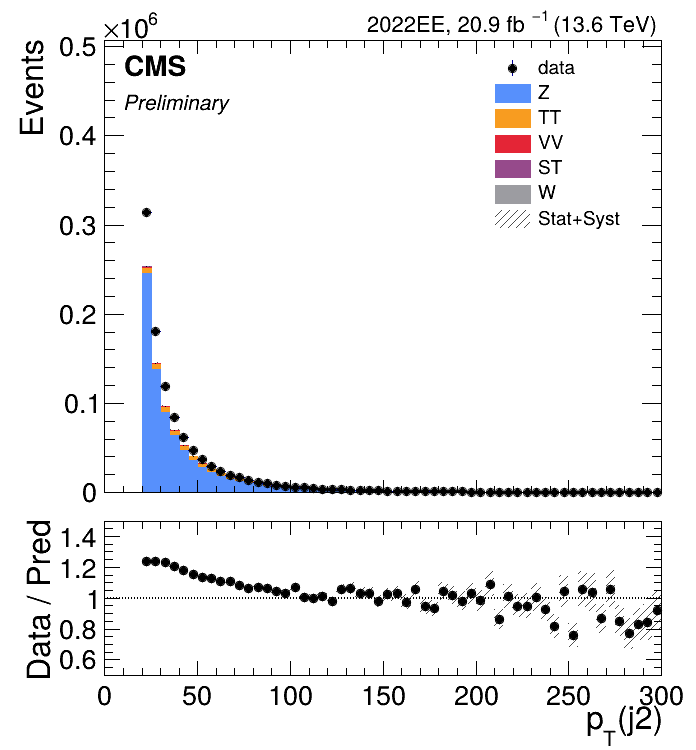 ×10⁶
2022EE, 20.9 fb⁻¹ (13.6 TeV)
Events
CMS
Preliminary
data
Z
TT
VV
ST
W
Stat+Syst
0.5
0.4
0.3
0.2
0.1
0
Data / Pred
1.4
1.2
1
0.8
0.6
0 50 100 150 200 250 300
p_T(j2)